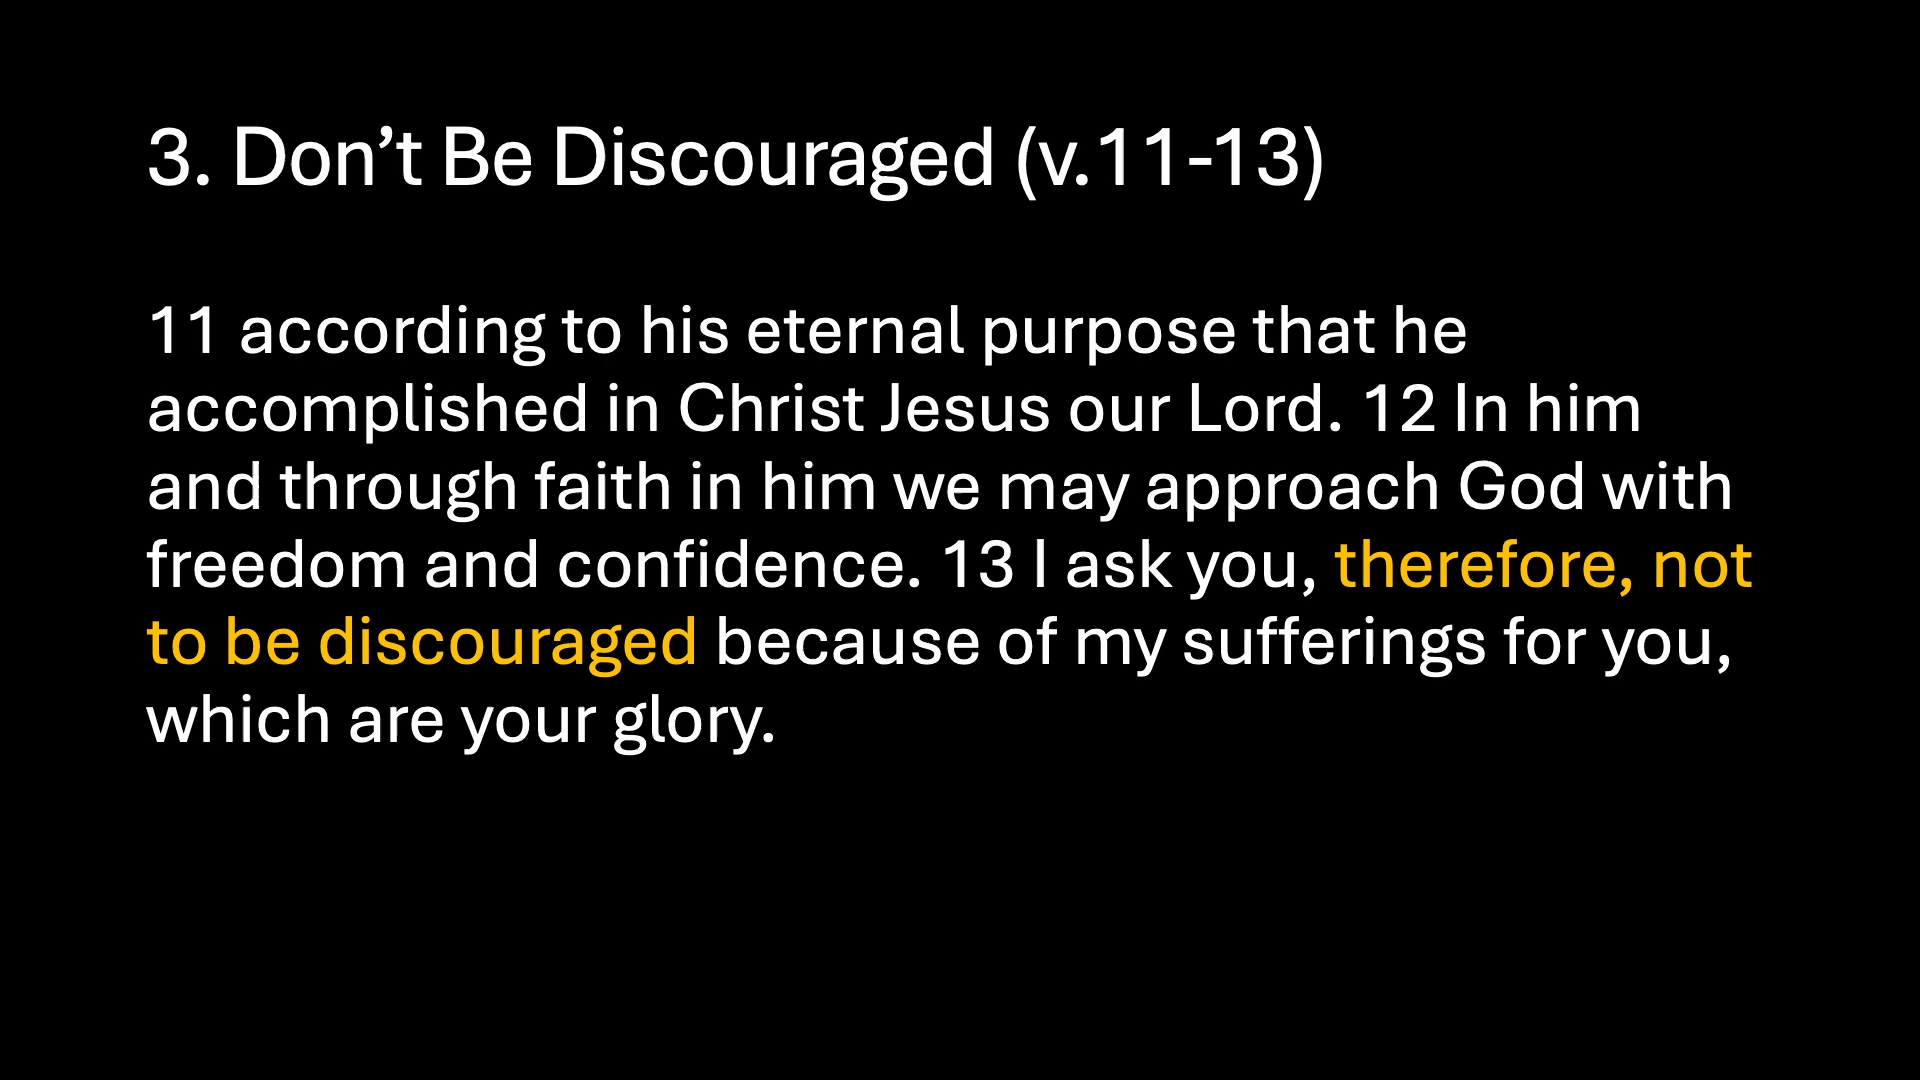 3. Don’t Be Discouraged (v.11-13)
11 according to his eternal purpose that he
accomplished in Christ Jesus our Lord. 12 In him
and through faith in him we may approach God with
freedom and confidence. 13 I ask you, therefore, not
to be discouraged because of my sufferings for you,
which are your glory.